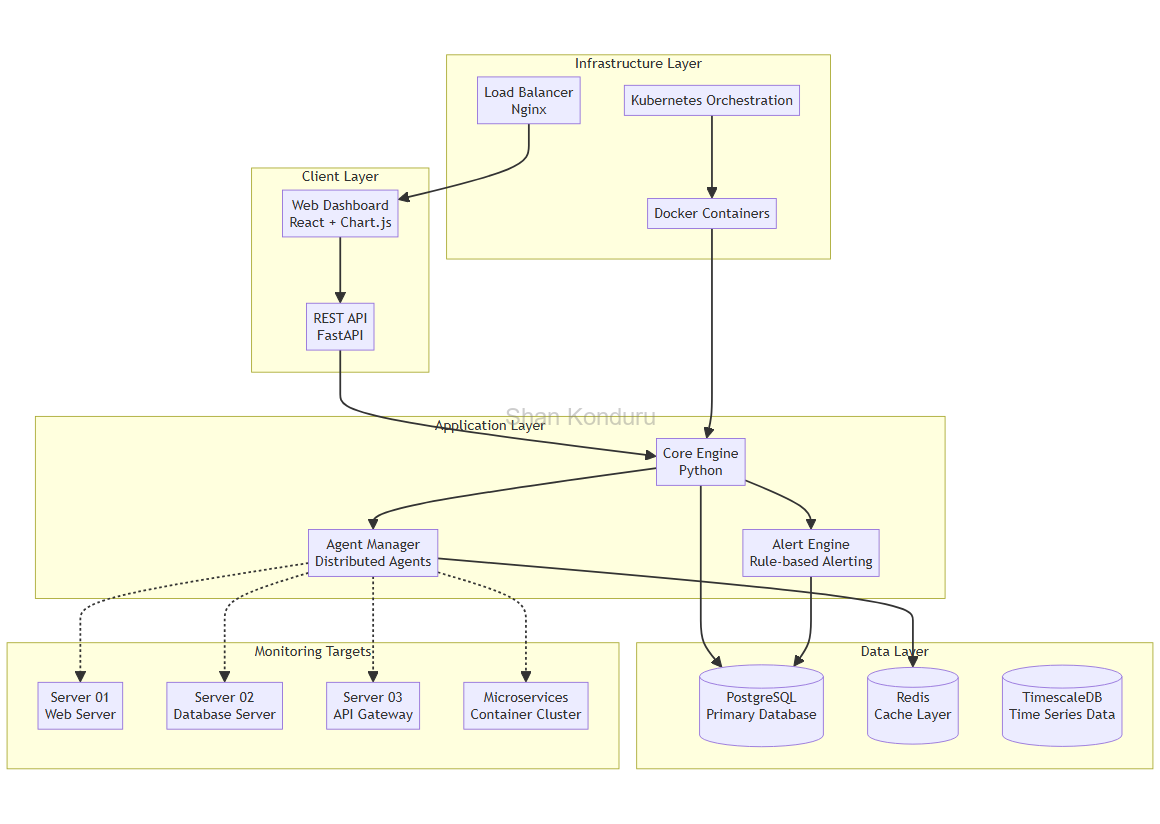 Infrastructure Layer
Load Balancer
Nginx
Kubernetes Orchestration
Docker Containers
Client Layer
Web Dashboard
React + Chart.js
REST API
FastAPI
Shan Konduru
Application Layer
Core Engine
Python
Agent Manager
Distributed Agents
Alert Engine
Rule-based Alerting
Monitoring Targets
Server 01
Web Server
Server 02
Database Server
Server 03
API Gateway
Microservices
Container Cluster
Data Layer
PostgreSQL
Primary Database
Redis
Cache Layer
TimescaleDB
Time Series Data